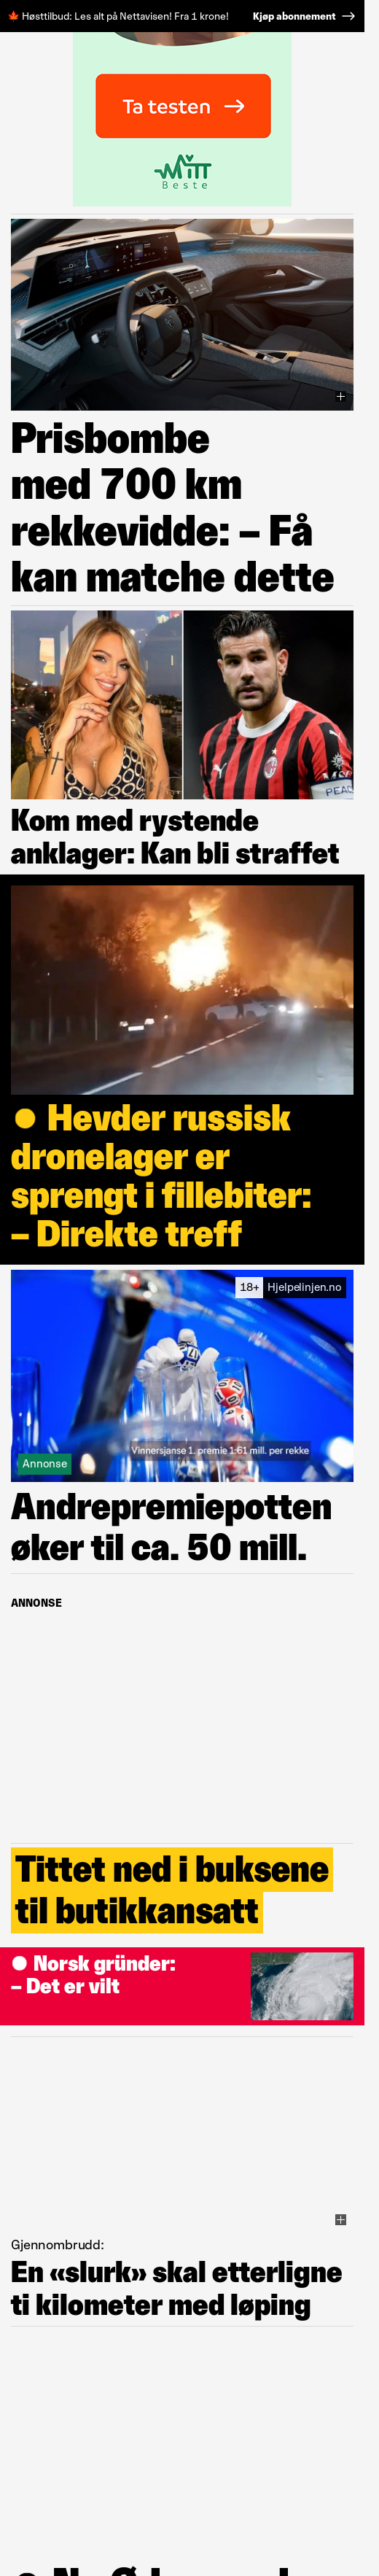 🍁 Høsttilbud: Les alt på Nettavisen! Fra 1 krone! Kjøp abonnement →
Ta testen →
Mitt
Beste
Prisbombe
med 700 km
rekkevidde: – Få
kan matche dette
PEACE
Kom med rystende
anklager: Kan bli straffet
● Hevder russisk
dronelager er
sprengt i fillebiter:
– Direkte treff
18+ Hjelpelinjen.no
Vinnersjanse 1. premie 1:61 mill. per rekke
Annonse
Andrepremiepotten
øker til ca. 50 mill.
ANNONSE
Tittet ned i buksene
til butikkansatt
● Norsk gründer:
– Det er vilt
Gjennombrudd:
En «slurk» skal etterligne
ti kilometer med løping